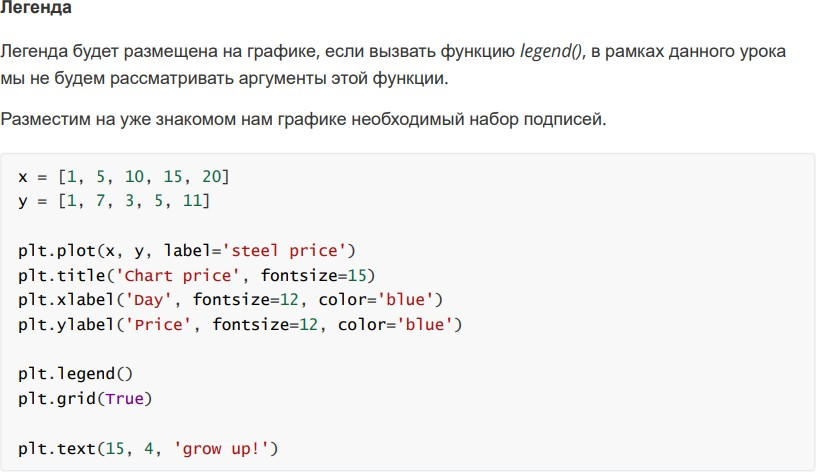 Легенда
Легенда будет размещена на графике, если вызвать функцию legend(), в рамках данного урока
мы не будем рассматривать аргументы этой функции.
Разместим на уже знакомом нам графике необходимый набор подписей.
x = [1, 5, 10, 15, 20]
y = [1, 7, 3, 5, 11]
plt.plot(x, y, label='steel price')
plt.title('Chart price', fontsize=15)
plt.xlabel('Day', fontsize=12, color='blue')
plt.ylabel('Price', fontsize=12, color='blue')
plt.legend()
plt.grid(True)
plt.text(15, 4, 'grow up!')